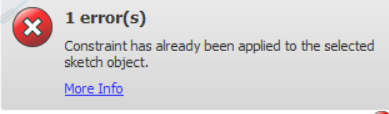 1 error(s)
Constraint has already been applied to the selected
sketch object.
More Info